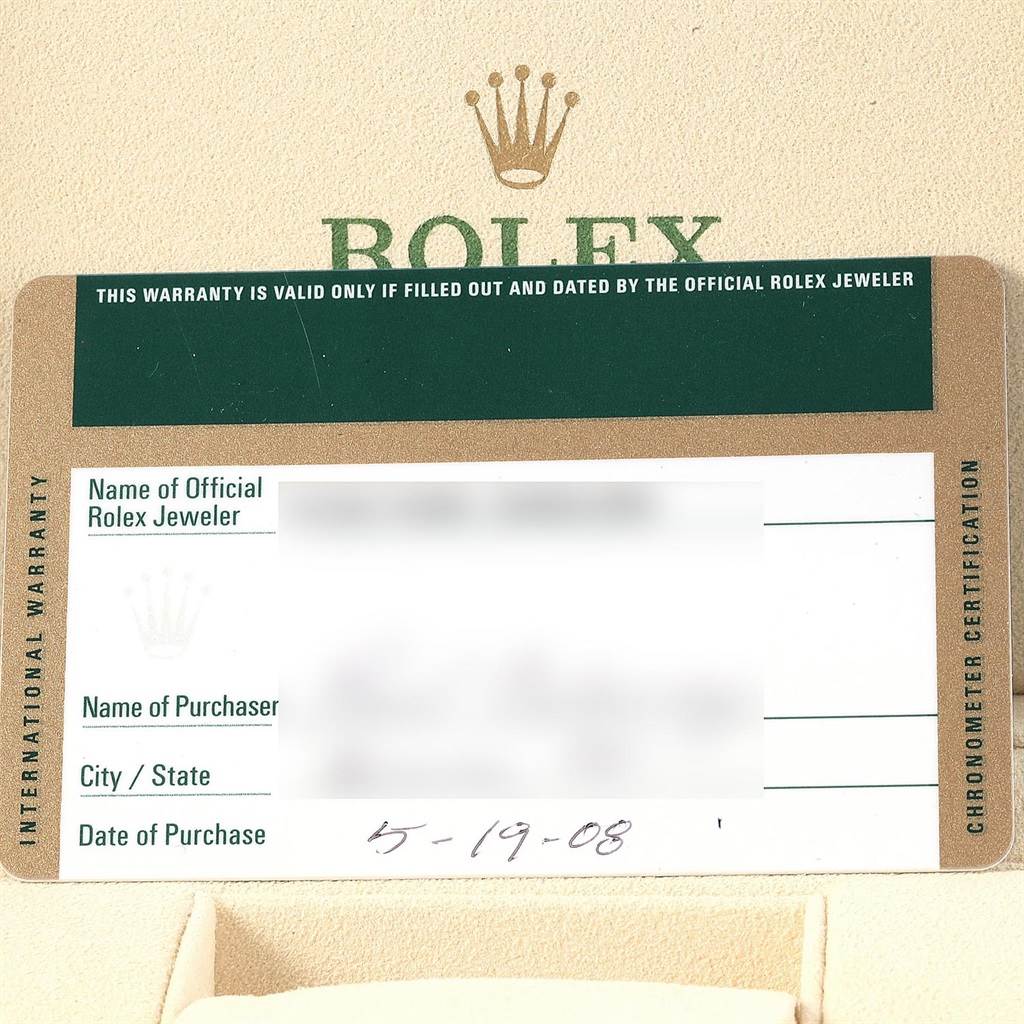 ROLEX
THIS WARRANTY IS VALID ONLY IF FILLED OUT AND DATED BY THE OFFICIAL ROLEX JEWELER
INTERNATIONAL WARRANTY
Name of Official
Rolex Jeweler
Name of Purchaser
City / State
Date of Purchase 5-19-08
CHRONOMETER CERTIFICATION